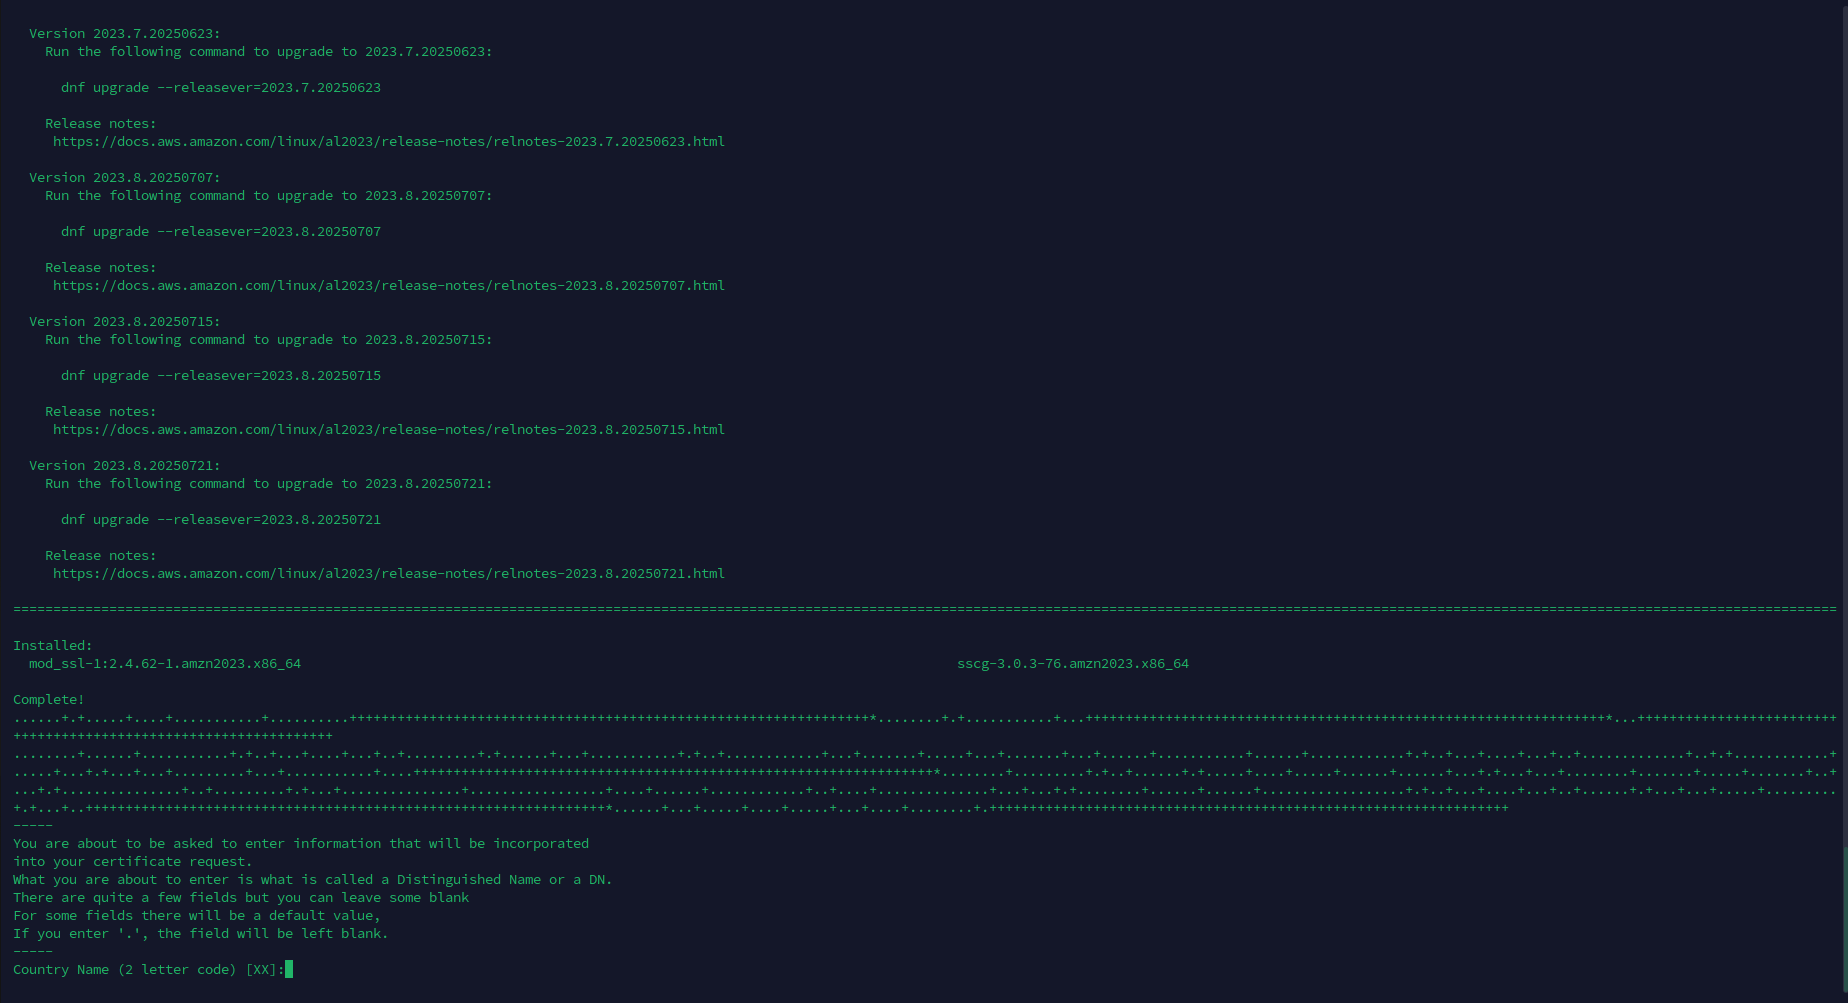 Version 2023.7.20250623:
Run the following command to upgrade to 2023.7.20250623:
dnf upgrade --releasever=2023.7.20250623
Release notes:
https://docs.aws.amazon.com/linux/al2023/release-notes/relnotes-2023.7.20250623.html
Version 2023.8.20250707:
Run the following command to upgrade to 2023.8.20250707:
dnf upgrade --releasever=2023.8.20250707
Release notes:
https://docs.aws.amazon.com/linux/al2023/release-notes/relnotes-2023.8.20250707.html
Version 2023.8.20250715:
Run the following command to upgrade to 2023.8.20250715:
dnf upgrade --releasever=2023.8.20250715
Release notes:
https://docs.aws.amazon.com/linux/al2023/release-notes/relnotes-2023.8.20250715.html
Version 2023.8.20250721:
Run the following command to upgrade to 2023.8.20250721:
dnf upgrade --releasever=2023.8.20250721
Release notes:
https://docs.aws.amazon.com/linux/al2023/release-notes/relnotes-2023.8.20250721.html
Installed:
mod_ssl-1:2.4.62-1.amzn2023.x86_64 sscg-3.0.3-76.amzn2023.x86_64
Complete!
-----
You are about to be asked to enter information that will be incorporated
into your certificate request.
What you are about to enter is what is called a Distinguished Name or a DN.
There are quite a few fields but you can leave some blank
For some fields there will be a default value,
If you enter '.', the field will be left blank.
-----
Country Name (2 letter code) [XX]: